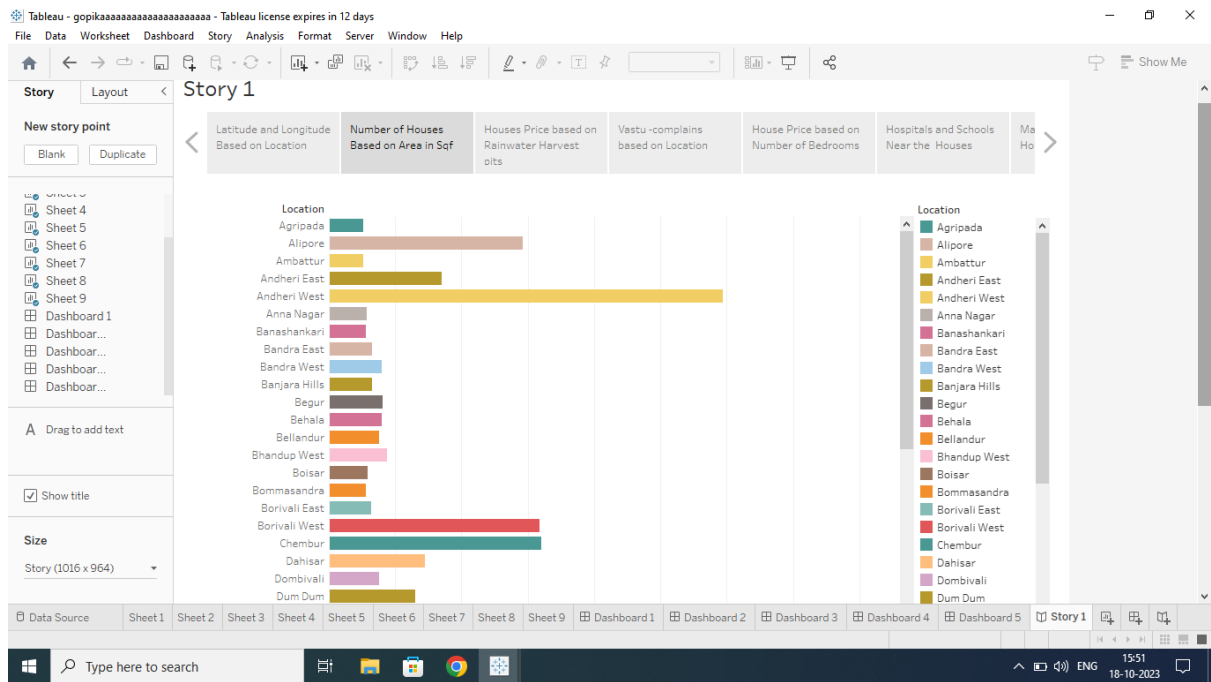 Tableau - gopikaaaaaaaaaaaaaaaaaaaaa - Tableau license expires in 12 days
File Data Worksheet Dashboard Story Analysis Format Server Window Help
Show Me
Story Layout
New story point
Blank Duplicate
Sheet 4
Sheet 5
Sheet 6
Sheet 7
Sheet 8
Sheet 9
Dashboard 1
Dashboar...
Dashboar...
Dashboar...
Dashboar...
A Drag to add text
Show title
Size
Story (1016 x 964)
Story 1
Latitude and Longitude
Based on Location
Number of Houses
Based on Area in Sqf
Houses Price based on
Rainwater Harvest
pits
Vastu -complains
based on Location
House Price based on
Number of Bedrooms
Hospitals and Schools
Near the Houses
Ma
Ho
Location
Agripada
Alipore
Ambattur
Andheri East
Andheri West
Anna Nagar
Banashankari
Bandra East
Bandra West
Banjara Hills
Begur
Behala
Bellandur
Bhandup West
Boisar
Bommasandra
Borivali East
Borivali West
Chembur
Dahisar
Dombivali
Dum Dum
Location
Agripada
Alipore
Ambattur
Andheri East
Andheri West
Anna Nagar
Banashankari
Bandra East
Bandra West
Banjara Hills
Begur
Behala
Bellandur
Bhandup West
Boisar
Bommasandra
Borivali East
Borivali West
Chembur
Dahisar
Dombivali
Dum Dum
Data Source Sheet 1 Sheet 2 Sheet 3 Sheet 4 Sheet 5 Sheet 6 Sheet 7 Sheet 8 Sheet 9 Dashboard 1 Dashboard 2 Dashboard 3 Dashboard 4 Dashboard 5 Story 1
Type here to search
ENG
15:51
18-10-2023